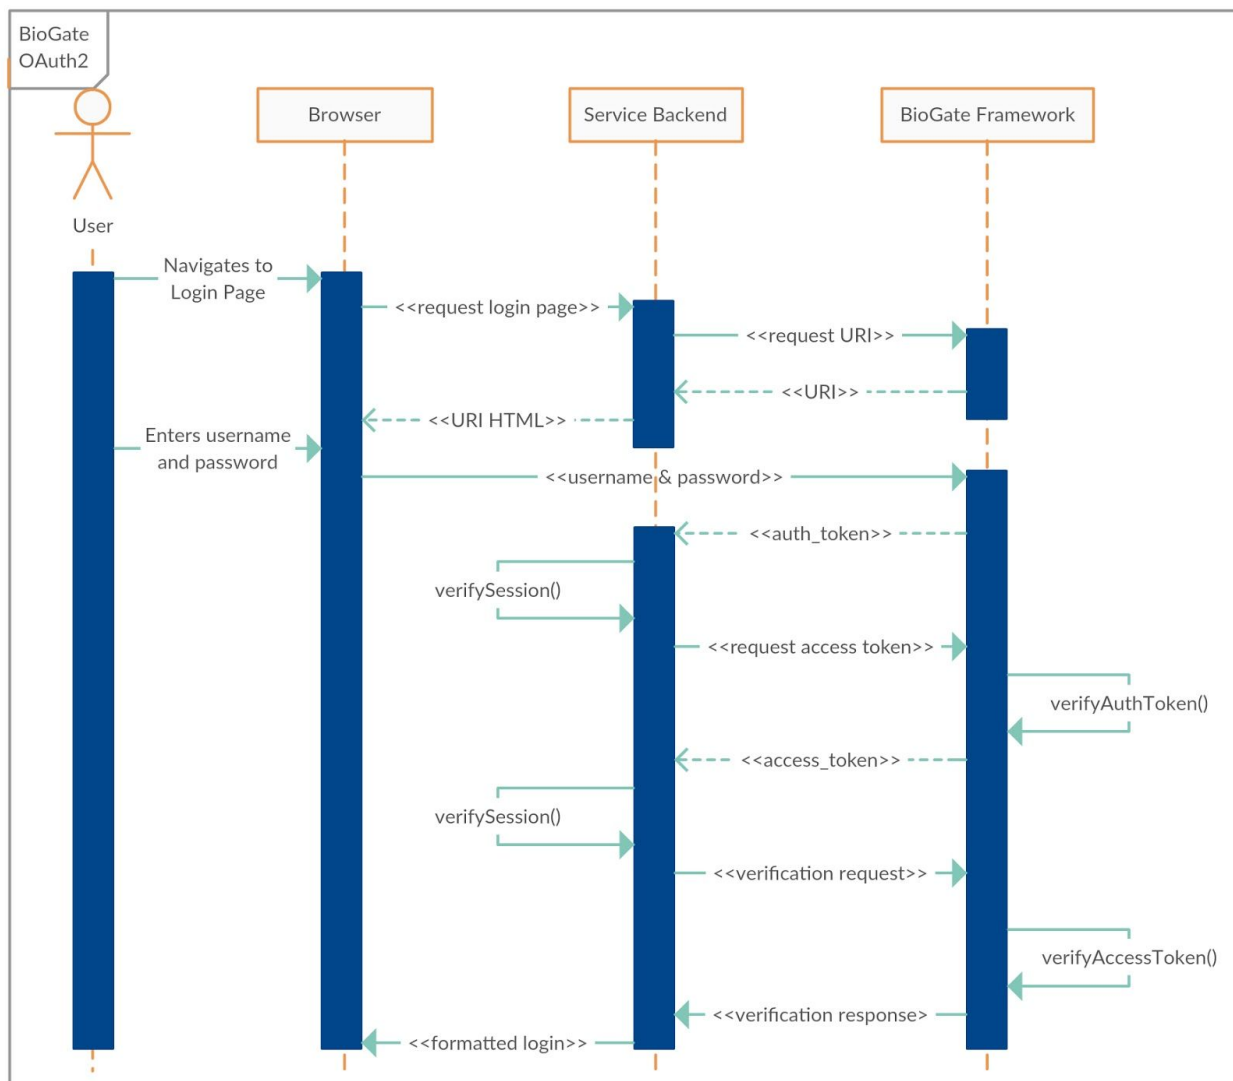 BioGate
OAuth2
Browser
Service Backend
BioGate Framework
User
Navigates to
Login Page
<<request login page>>
<<request URI>>
<<URI>>
<<URI HTML>>
Enters username
and password
<<username & password>>
<<auth_token>>
verifySession()
<<request access token>>
verifyAuthToken()
<<access_token>>
verifySession()
<<verification request>>
verifyAccessToken()
<<verification response>
<<formatted login>>